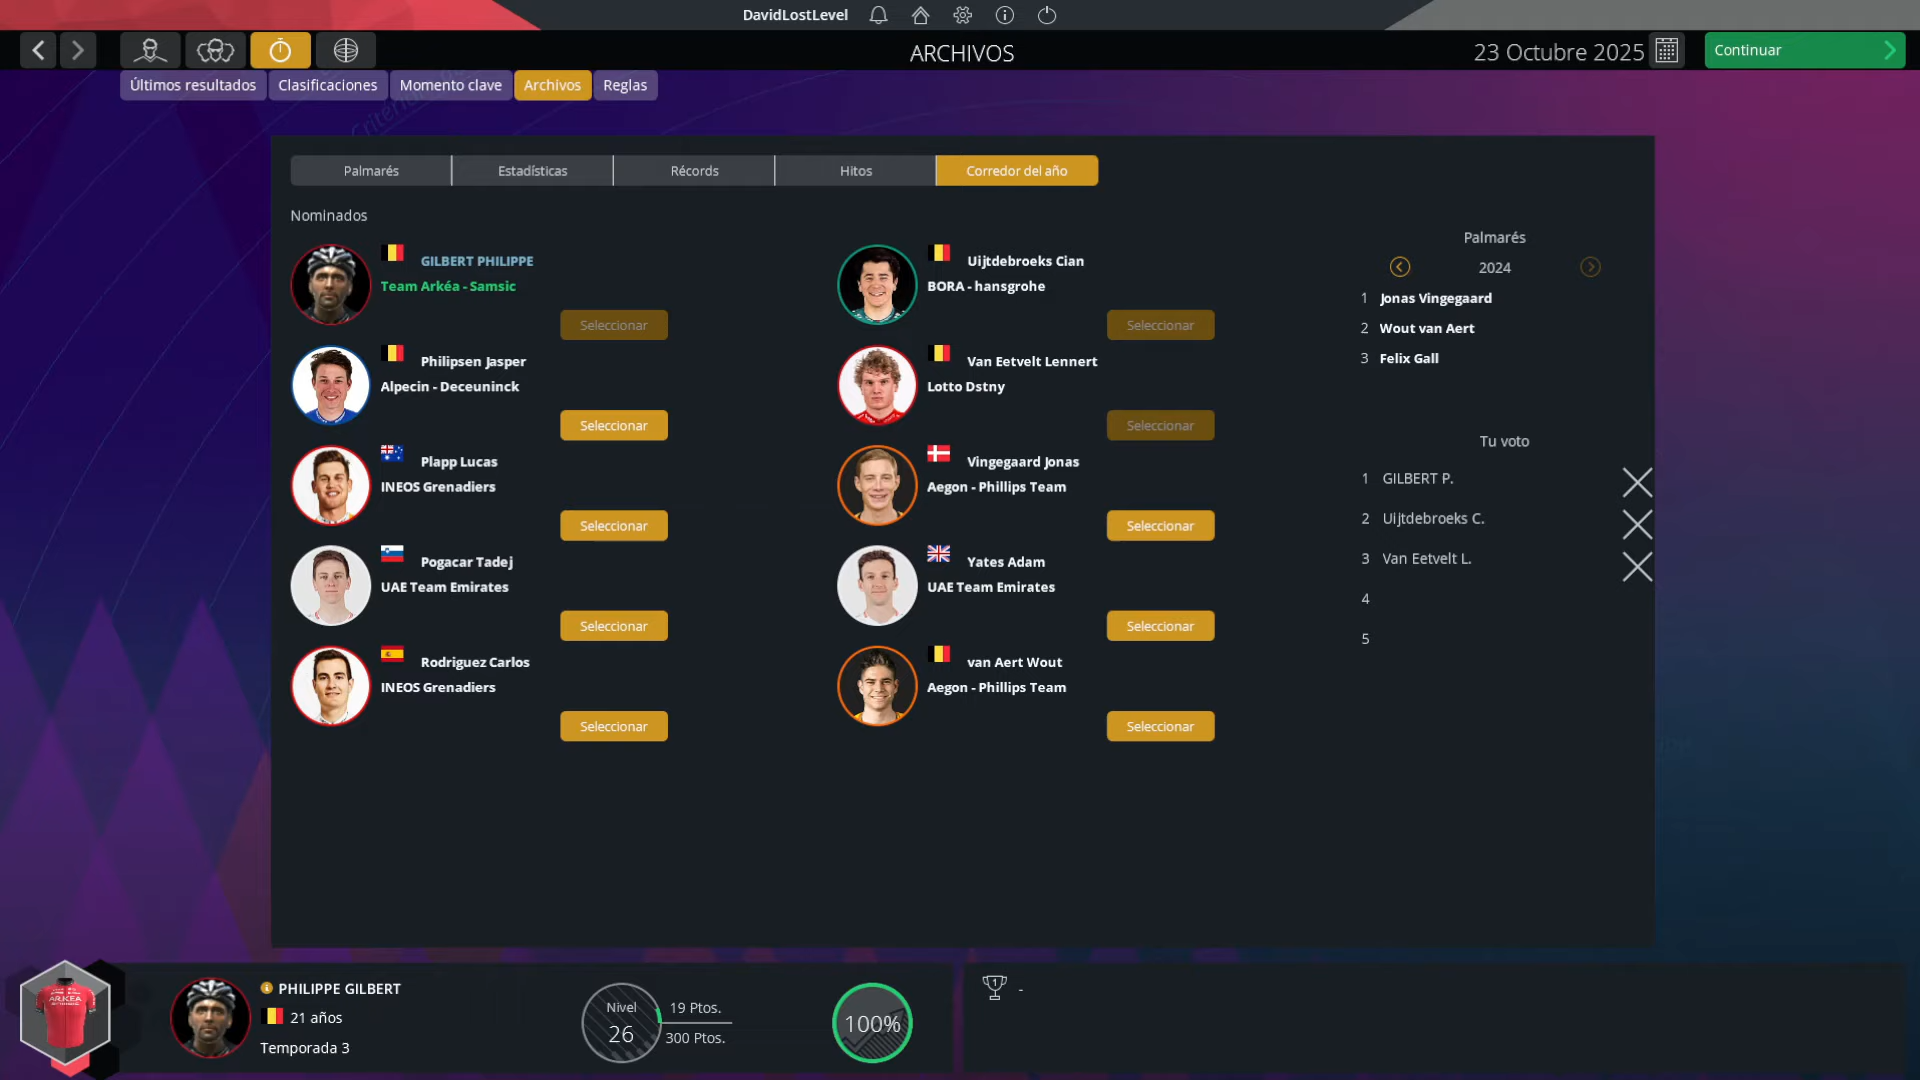 DavidLostLevel
ARCHIVOS
23 Octubre 2025
Continuar
Últimos resultados
Clasificaciones
Momento clave
Archivos
Reglas
Palmarés
Estadísticas
Récords
Hitos
Corredor del año
Nominados
GILBERT PHILIPPE
Team Arkéa - Samsic
Seleccionar
Uijtdebroeks Cian
BORA - hansgrohe
Seleccionar
Philipsen Jasper
Alpecin - Deceuninck
Seleccionar
Van Eetvelt Lennert
Lotto Dstny
Seleccionar
Plapp Lucas
INEOS Grenadiers
Seleccionar
Vingegaard Jonas
Aegon - Phillips Team
Seleccionar
Pogacar Tadej
UAE Team Emirates
Seleccionar
Yates Adam
UAE Team Emirates
Seleccionar
Rodriguez Carlos
INEOS Grenadiers
Seleccionar
van Aert Wout
Aegon - Phillips Team
Seleccionar
Palmarés
2024
1 Jonas Vingegaard
2 Wout van Aert
3 Felix Gall
Tu voto
1 GILBERT P.
2 Uijtdebroeks C.
3 Van Eetvelt L.
4
5
ARKEA
PHILIPPE GILBERT
21 años
Temporada 3
Nivel
26
19 Ptos.
300 Ptos.
100%
1
-